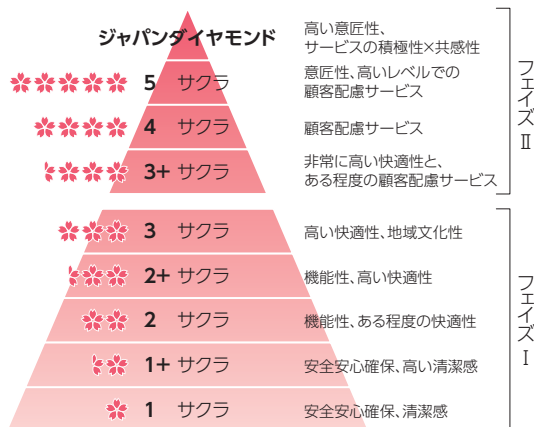 ジャパンダイヤモンド
高い意匠性、
サービスの積極性×共感性
5 サクラ
意匠性、高いレベルでの
顧客配慮サービス
4 サクラ
顧客配慮サービス
3+ サクラ
非常に高い快適性と、
ある程度の顧客配慮サービス
フェイズⅡ
3 サクラ
高い快適性、地域文化性
2+ サクラ
機能性、高い快適性
2 サクラ
機能性、ある程度の快適性
1+ サクラ
安全安心確保、高い清潔感
1 サクラ
安全安心確保、清潔感
フェイズⅠ